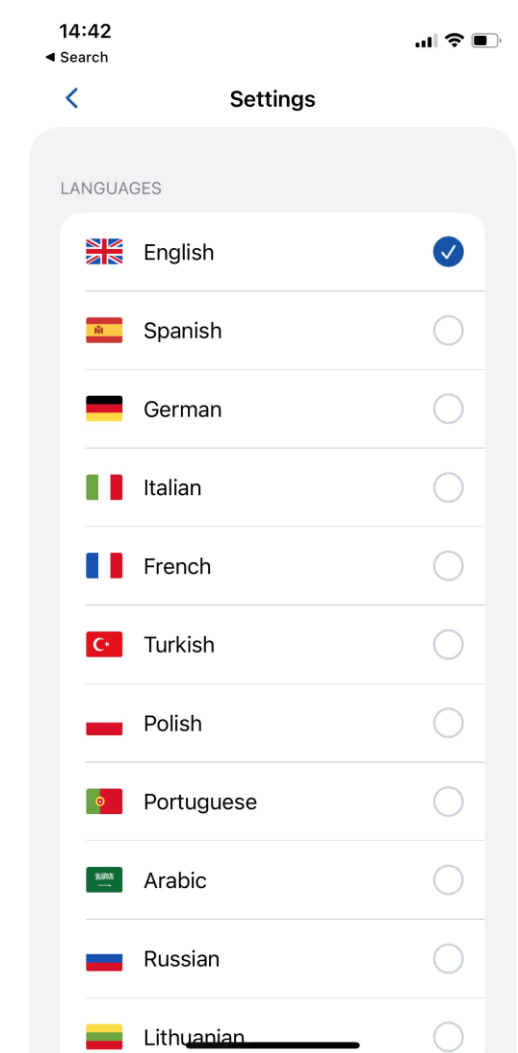 14:42
◀ Search
Settings
LANGUAGES
English
Spanish
German
Italian
French
Turkish
Polish
Portuguese
Arabic
Russian
Lithuanian